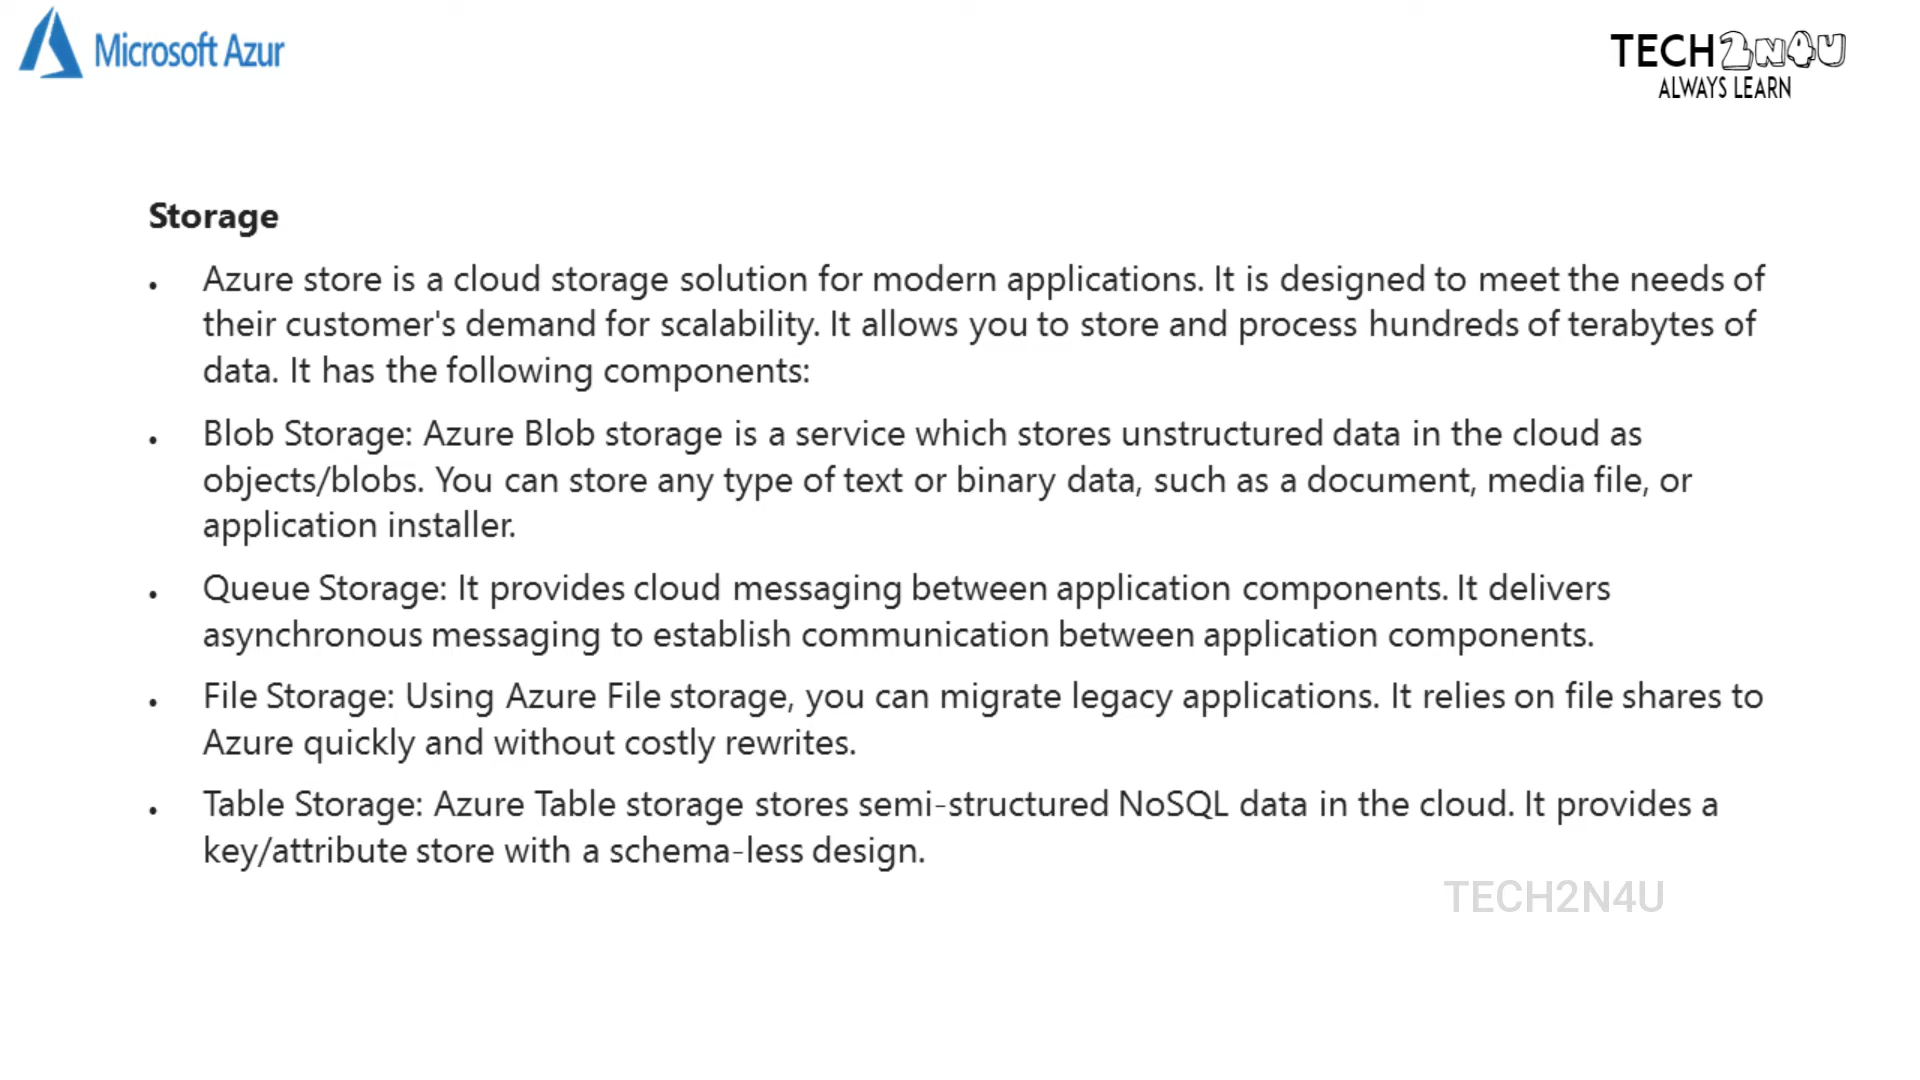 Microsoft Azur
TECH2N4U
ALWAYS LEARN
Storage
• Azure store is a cloud storage solution for modern applications. It is designed to meet the needs of
their customer's demand for scalability. It allows you to store and process hundreds of terabytes of
data. It has the following components:
• Blob Storage: Azure Blob storage is a service which stores unstructured data in the cloud as
objects/blobs. You can store any type of text or binary data, such as a document, media file, or
application installer.
• Queue Storage: It provides cloud messaging between application components. It delivers
asynchronous messaging to establish communication between application components.
• File Storage: Using Azure File storage, you can migrate legacy applications. It relies on file shares to
Azure quickly and without costly rewrites.
• Table Storage: Azure Table storage stores semi-structured NoSQL data in the cloud. It provides a
key/attribute store with a schema-less design.
TECH2N4U